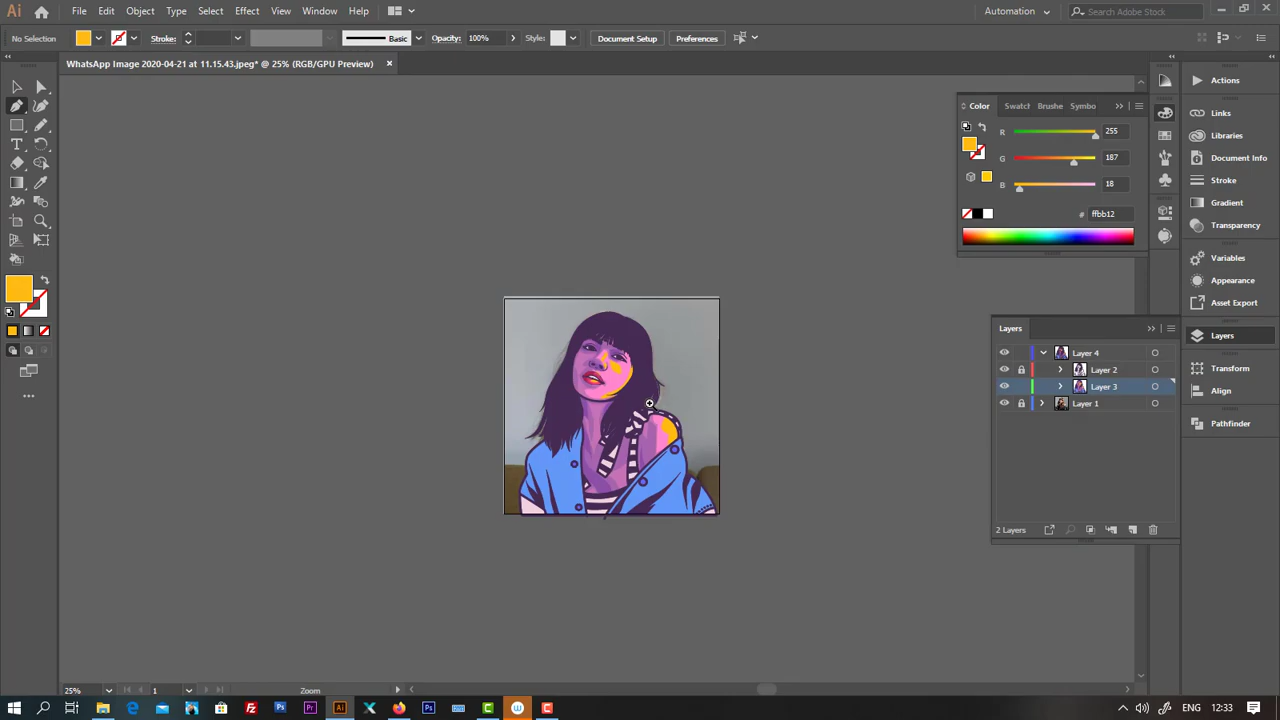 Ai File Edit Object Type Select Effect View Window Help Automation Search Adobe Stock
No Selection Stroke: Basic Opacity: 100% Style: Document Setup Preferences
WhatsApp Image 2020-04-21 at 11.15.43.jpeg* @ 25% (RGB/GPU Preview)
Color Swatch Brushe Symbo
R 255
G 187
B 18
# ffbb12
Actions
Links
Libraries
Document Info
Stroke
Gradient
Transparency
Variables
Appearance
Asset Export
Layers
Transform
Align
Pathfinder
Layers
Layer 4
Layer 2
Layer 3
Layer 1
2 Layers
25% 1 Zoom
ENG 12:33